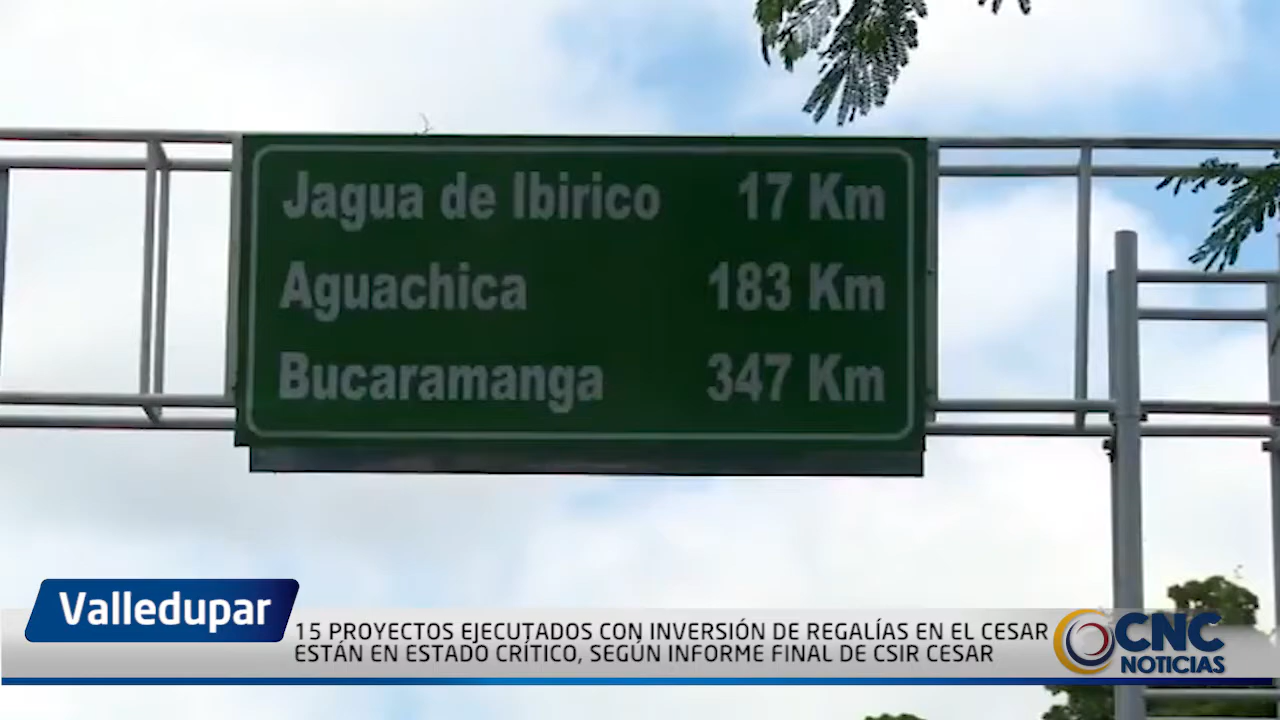 Jagua de Ibirico 17 Km
Aguachica 183 Km
Bucaramanga 347 Km
Valledupar
15 PROYECTOS EJECUTADOS CON INVERSIÓN DE REGALÍAS EN EL CESAR
ESTÁN EN ESTADO CRÍTICO, SEGÚN INFORME FINAL DE CSIR CESAR
CNC
NOTICIAS